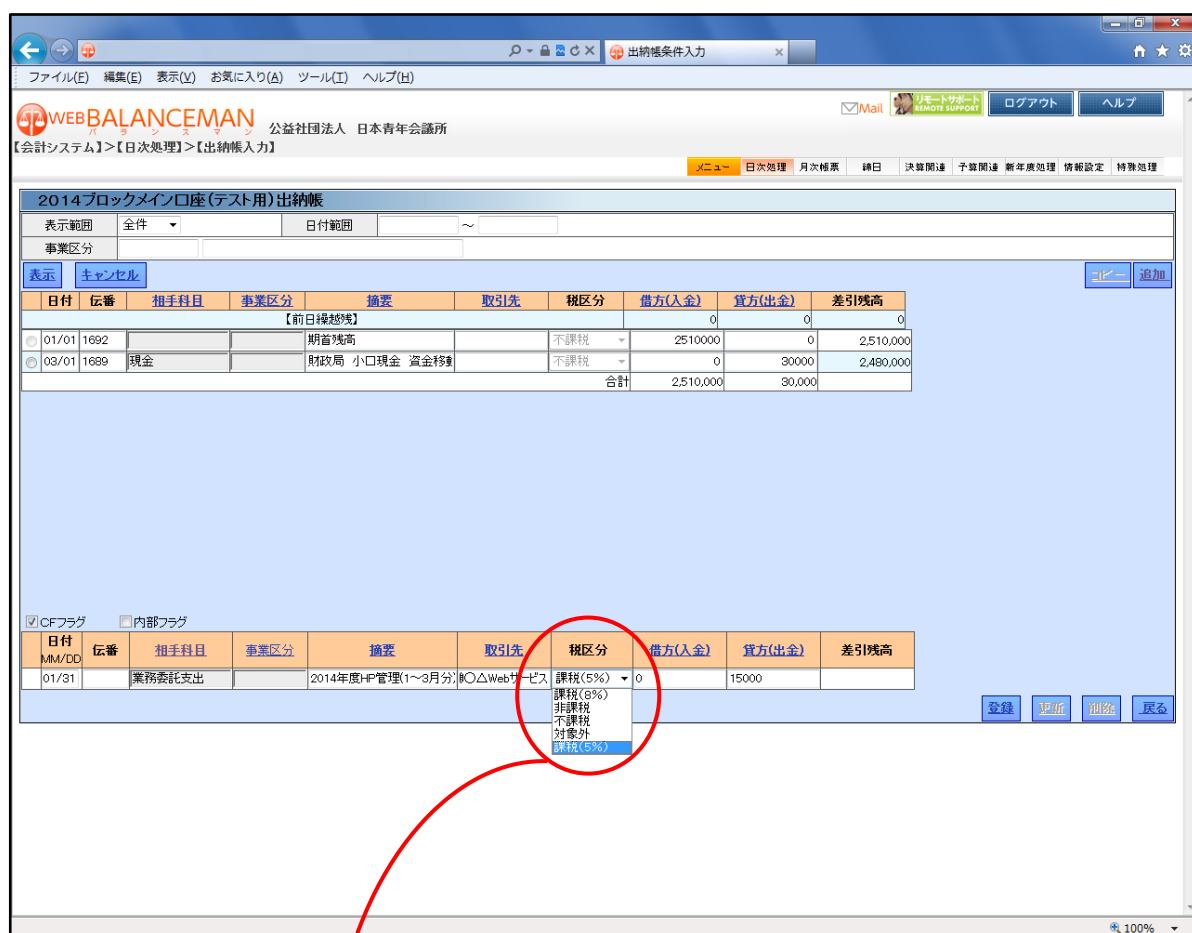 出納帳条件入力
ファイル(F) 編集(E) 表示(V) お気に入り(A) ツール(T) ヘルプ(H)
WEBBALANCEMAN 公益社団法人 日本青年会議所
バランスマン
Mail リモートサポート REMOTE SUPPORT ログアウト ヘルプ
【会計システム】>【日次処理】>【出納帳入力】
メニュー 日次処理 月次帳票 締日 決算関連 予算関連 新年度処理 情報設定 特殊処理
2014ブロックメイン口座(テスト用)出納帳
表示範囲 全件 日付範囲 ~
事業区分
表示 キャンセル コピー 追加
日付 伝番 相手科目 事業区分 摘要 取引先 税区分 借方(入金) 貸方(出金) 差引残高
【前日繰越残】 0 0 0
01/01 1692 期首残高 不課税 2510000 0 2,510,000
03/01 1689 現金 財政局 小口現金 資金移動 不課税 0 30000 2,480,000
合計 2,510,000 30,000
CFフラグ 内部フラグ
日付 MM/DD 伝番 相手科目 事業区分 摘要 取引先 税区分 借方(入金) 貸方(出金) 差引残高
01/31 業務委託支出 2014年度HP管理(1~3月分) ○△Webサービス 課税(5%) 0 15000
課税(8%)
非課税
不課税
対象外
課税(5%)
登録 更新 削除 戻る
100%